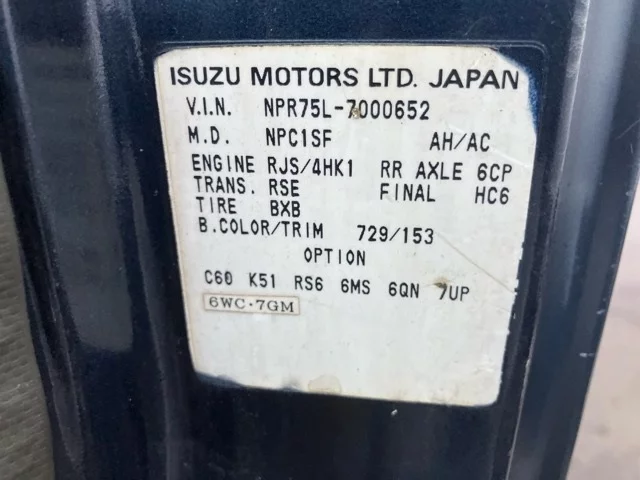 ISUZU MOTORS LTD. JAPAN
V.I.N. NPR75L-7000652
M.D. NPC1SF AH/AC
ENGINE RJS/4HK1 RR AXLE 6CP
TRANS. RSE FINAL HC6
TIRE BXB
B.COLOR/TRIM 729/153
OPTION
C60 K51 RS6 6MS 6QN 7UP
6WC·7GM